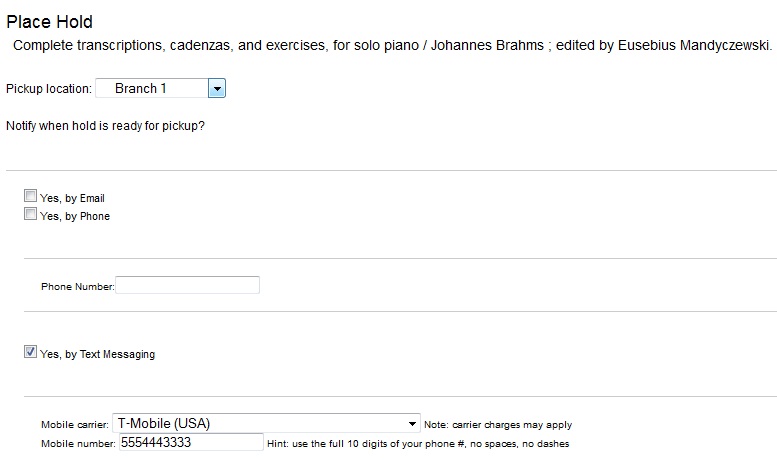 Place Hold
Complete transcriptions, cadenzas, and exercises, for solo piano / Johannes Brahms ; edited by Eusebius Mandyczewski.
Pickup location: Branch 1
Notify when hold is ready for pickup?
Yes, by Email
Yes, by Phone
Phone Number:
Yes, by Text Messaging
Mobile carrier: T-Mobile (USA) Note: carrier charges may apply
Mobile number: 5554443333 Hint: use the full 10 digits of your phone #, no spaces, no dashes